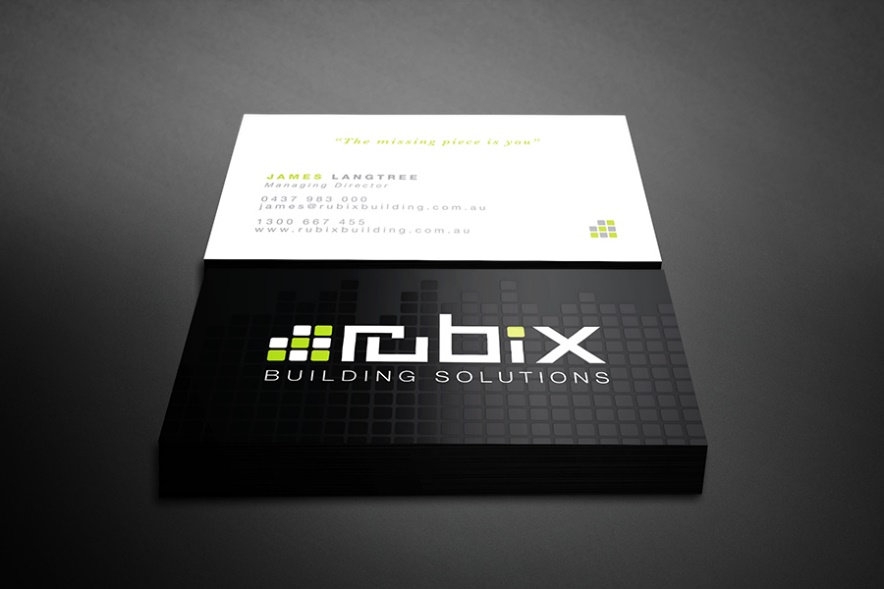 "The missing piece is you"
JAMES LANGTREE
Managing Director
0437 983 000
james@rubixbuilding.com.au
1300 667 455
www.rubixbuilding.com.au
rubix
BUILDING SOLUTIONS